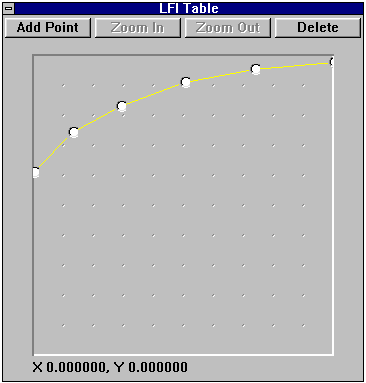 LFI Table
Add Point Zoom In Zoom Out Delete
X 0.000000, Y 0.000000